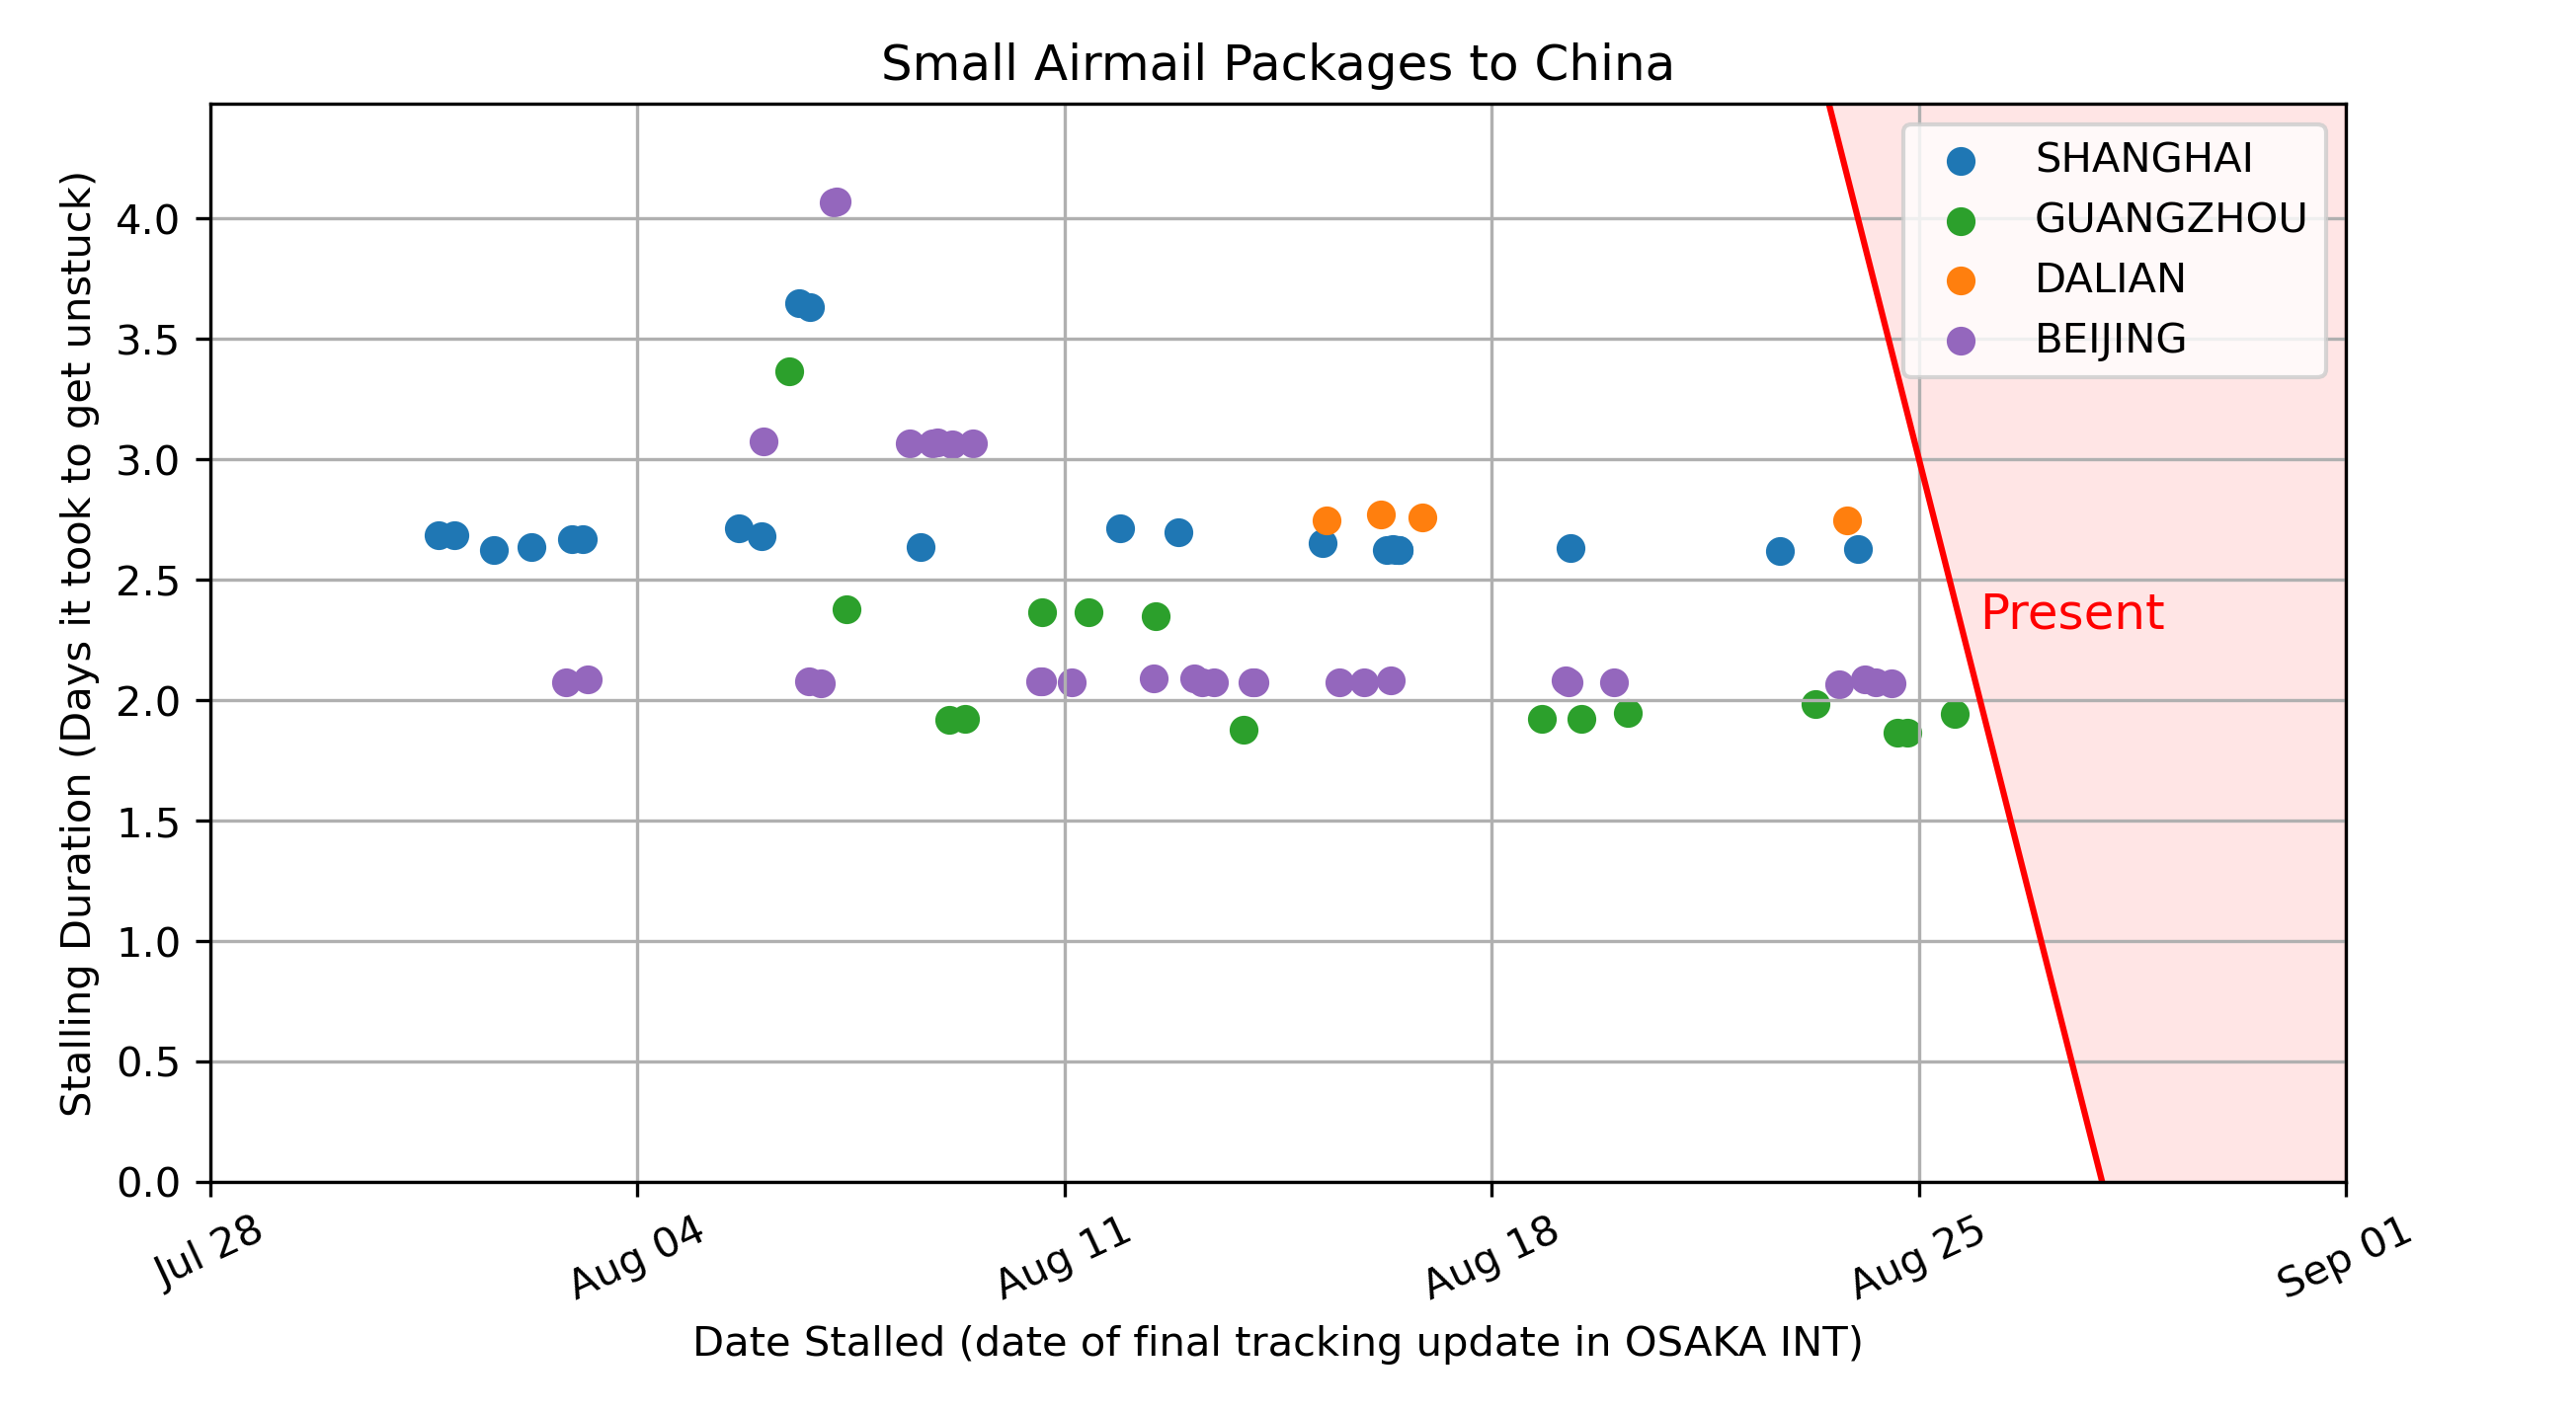 Small Airmail Packages to China
SHANGHAI
GUANGZHOU
DALIAN
BEIJING
Present
Stalling Duration (Days it took to get unstuck)
4.0
3.5
3.0
2.5
2.0
1.5
1.0
0.5
0.0
Jul 28
Aug 04
Aug 11
Aug 18
Aug 25
Sep 01
Date Stalled (date of final tracking update in OSAKA INT)